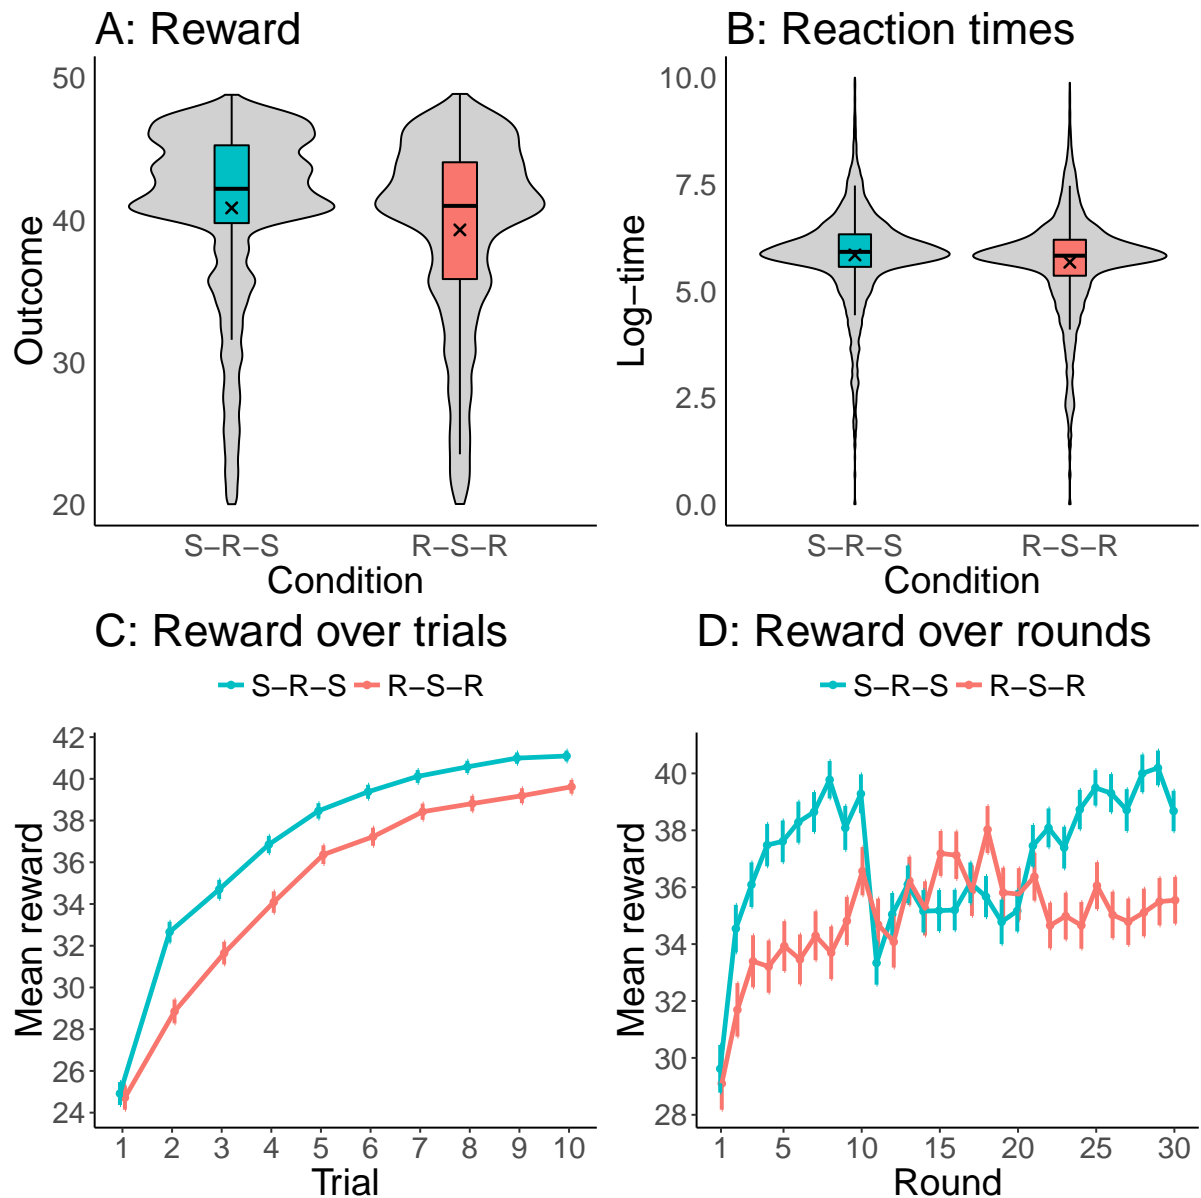 A: Reward
50
40
30
20
Outcome
S−R−S
R−S−R
Condition
B: Reaction times
10.0
7.5
5.0
2.5
0.0
Log−time
S−R−S
R−S−R
Condition
C: Reward over trials
S−R−S R−S−R
42
40
38
36
34
32
30
28
26
24
Mean reward
1 2 3 4 5 6 7 8 9 10
Trial
D: Reward over rounds
S−R−S R−S−R
40
38
36
34
32
30
28
Mean reward
1 5 10 15 20 25 30
Round